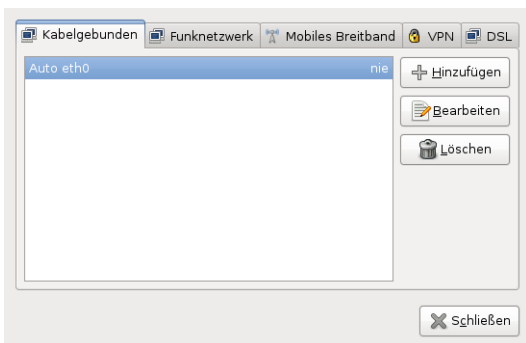 Kabelgebunden Funknetzwerk Mobiles Breitband VPN DSL
Auto eth0 nie
Hinzufügen
Bearbeiten
Löschen
Schließen